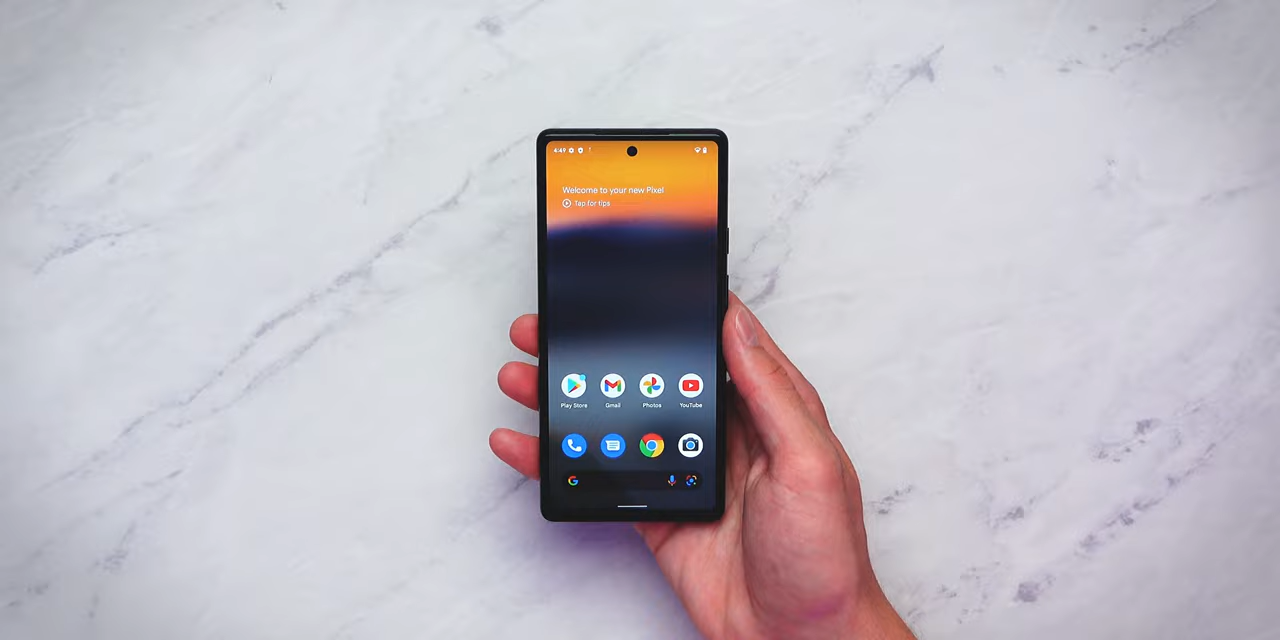 4:49
Welcome to your new Pixel
Tap for tips
Play Store
Gmail
Photos
YouTube